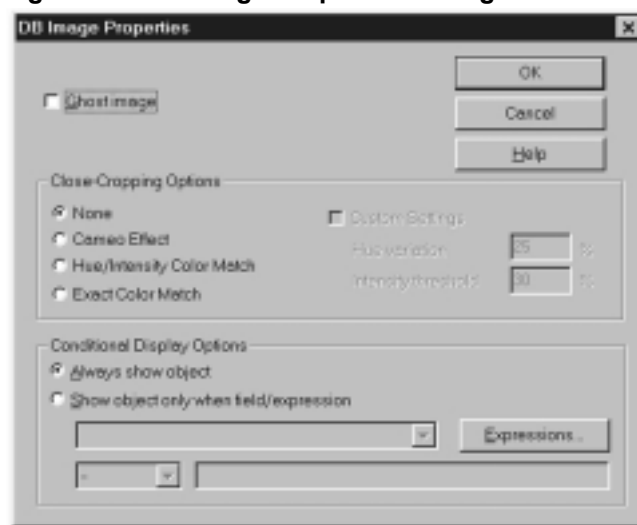 DB Image Properties
OK
Ghost image
Cancel
Help
Close-Cropping Options
None
Custom Settings
Cameo Effect
Hue variation 25 %
Hue/Intensity Color Match
Intensity threshold 30 %
Exact Color Match
Conditional Display Options
Always show object
Show object only when field/expression
Expressions..